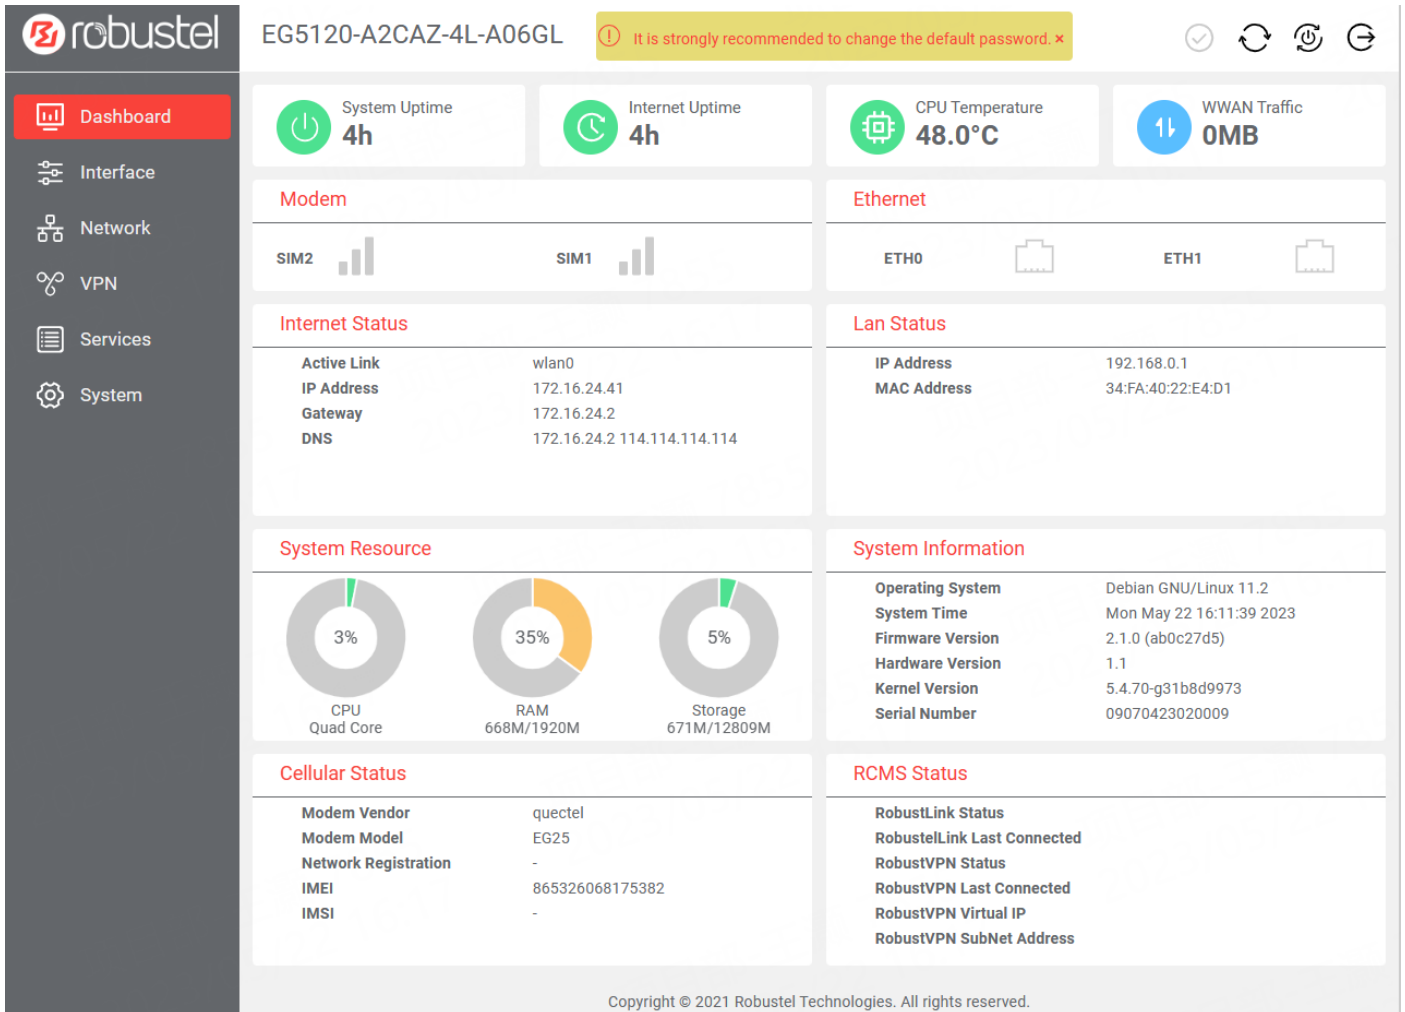 robustel
EG5120-A2CAZ-4L-A06GL
It is strongly recommended to change the default password. ×
Dashboard
Interface
Network
VPN
Services
System
System Uptime
4h
Internet Uptime
4h
CPU Temperature
48.0°C
WWAN Traffic
0MB
Modem
SIM2
SIM1
Ethernet
ETH0
ETH1
Internet Status
Active Link wlan0
IP Address 172.16.24.41
Gateway 172.16.24.2
DNS 172.16.24.2 114.114.114.114
Lan Status
IP Address 192.168.0.1
MAC Address 34:FA:40:22:E4:D1
System Resource
3%
CPU
Quad Core
35%
RAM
668M/1920M
5%
Storage
671M/12809M
System Information
Operating System Debian GNU/Linux 11.2
System Time Mon May 22 16:11:39 2023
Firmware Version 2.1.0 (ab0c27d5)
Hardware Version 1.1
Kernel Version 5.4.70-g31b8d9973
Serial Number 09070423020009
Cellular Status
Modem Vendor quectel
Modem Model EG25
Network Registration -
IMEI 865326068175382
IMSI -
RCMS Status
RobustLink Status
RobustelLink Last Connected
RobustVPN Status
RobustVPN Last Connected
RobustVPN Virtual IP
RobustVPN SubNet Address
Copyright © 2021 Robustel Technologies. All rights reserved.